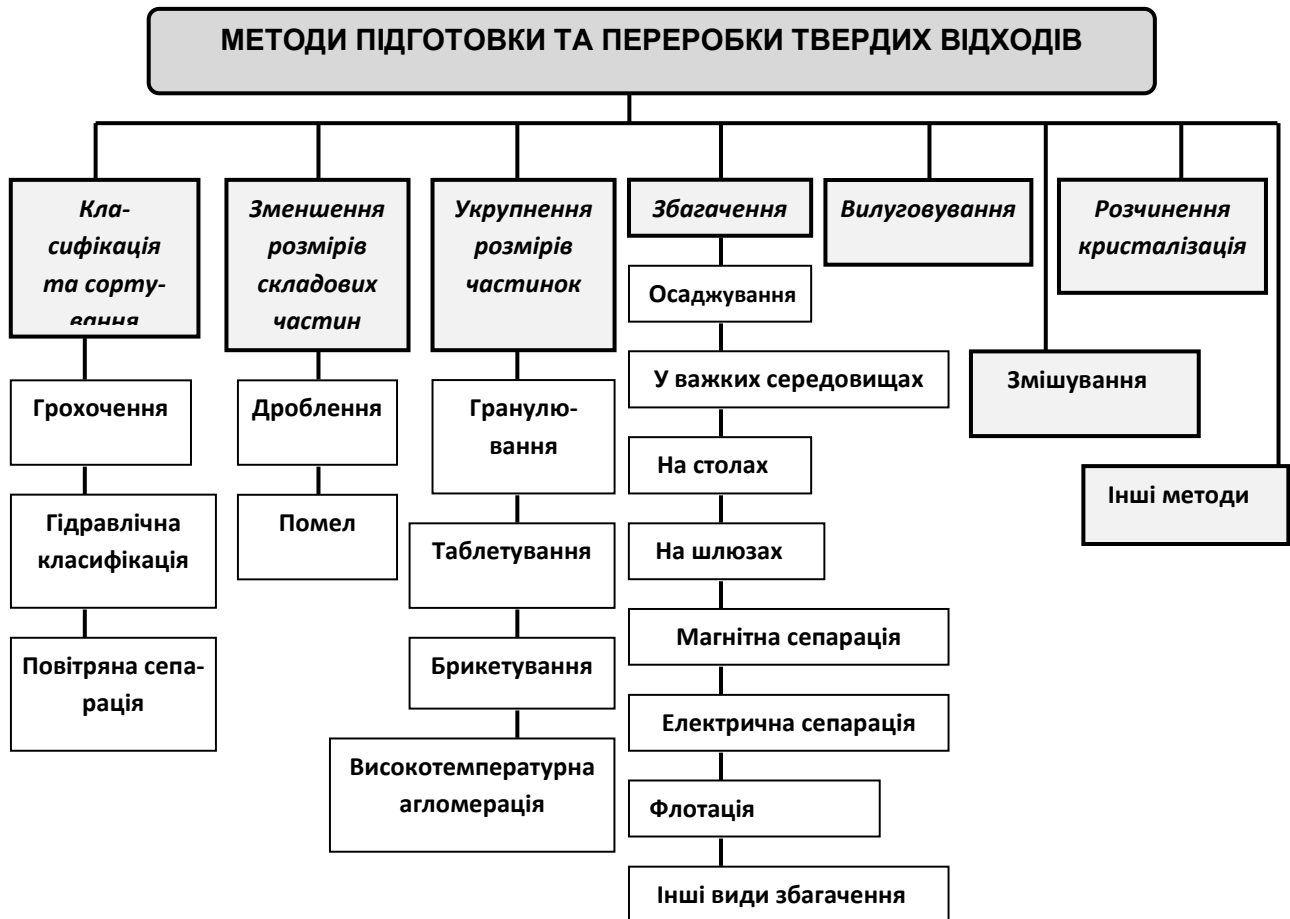 МЕТОДИ ПІДГОТОВКИ ТА ПЕРЕРОБКИ ТВЕРДИХ ВІДХОДІВ
Кла-
сифікація
та сорту-
вання
Грохочення
Гідравлічна
класифікація
Повітряна сепа-
рація
Зменшення
розмірів
складових
частин
Дроблення
Помел
Укрупнення
розмірів
частинок
Гранулю-
вання
Таблетування
Брикетування
Високотемпературна
агломерація
Збагачення
Осаджування
У важких середовищах
На столах
На шлюзах
Магнітна сепарація
Електрична сепарація
Флотація
Інші види збагачення
Вилуговування
Змішування
Розчинення
кристалізація
Інші методи